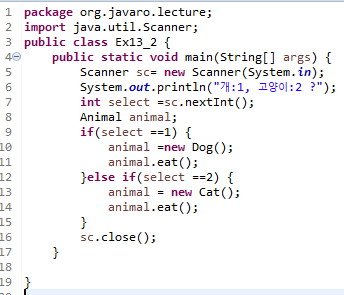 1 package org.javaro.lecture;
2 import java.util.Scanner;
3 public class Ex13_2 {
4     public static void main(String[] args) {
5         Scanner sc= new Scanner(System.in);
6         System.out.println("개:1, 고양이:2 ?");
7         int select =sc.nextInt();
8         Animal animal;
9         if(select ==1) {
10             animal =new Dog();
11             animal.eat();
12         }else if(select ==2) {
13             animal = new Cat();
14             animal.eat();
15         }
16         sc.close();
17     }
18
19 }